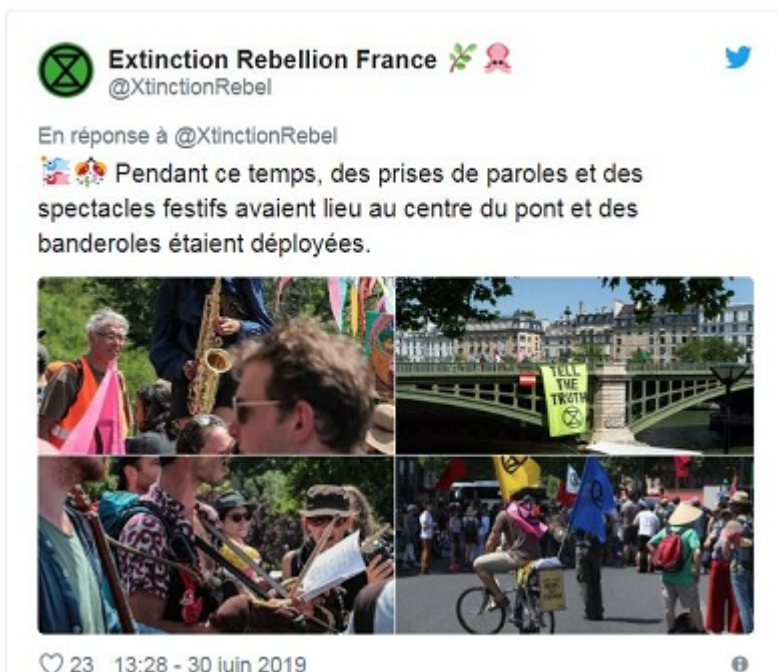 Extinction Rebellion France
@XtinctionRebel
En réponse à @XtinctionRebel
Pendant ce temps, des prises de paroles et des
spectacles festifs avaient lieu au centre du pont et des
banderoles étaient déployées.
TELL
THE
TRUTH
23 13:28 - 30 juin 2019